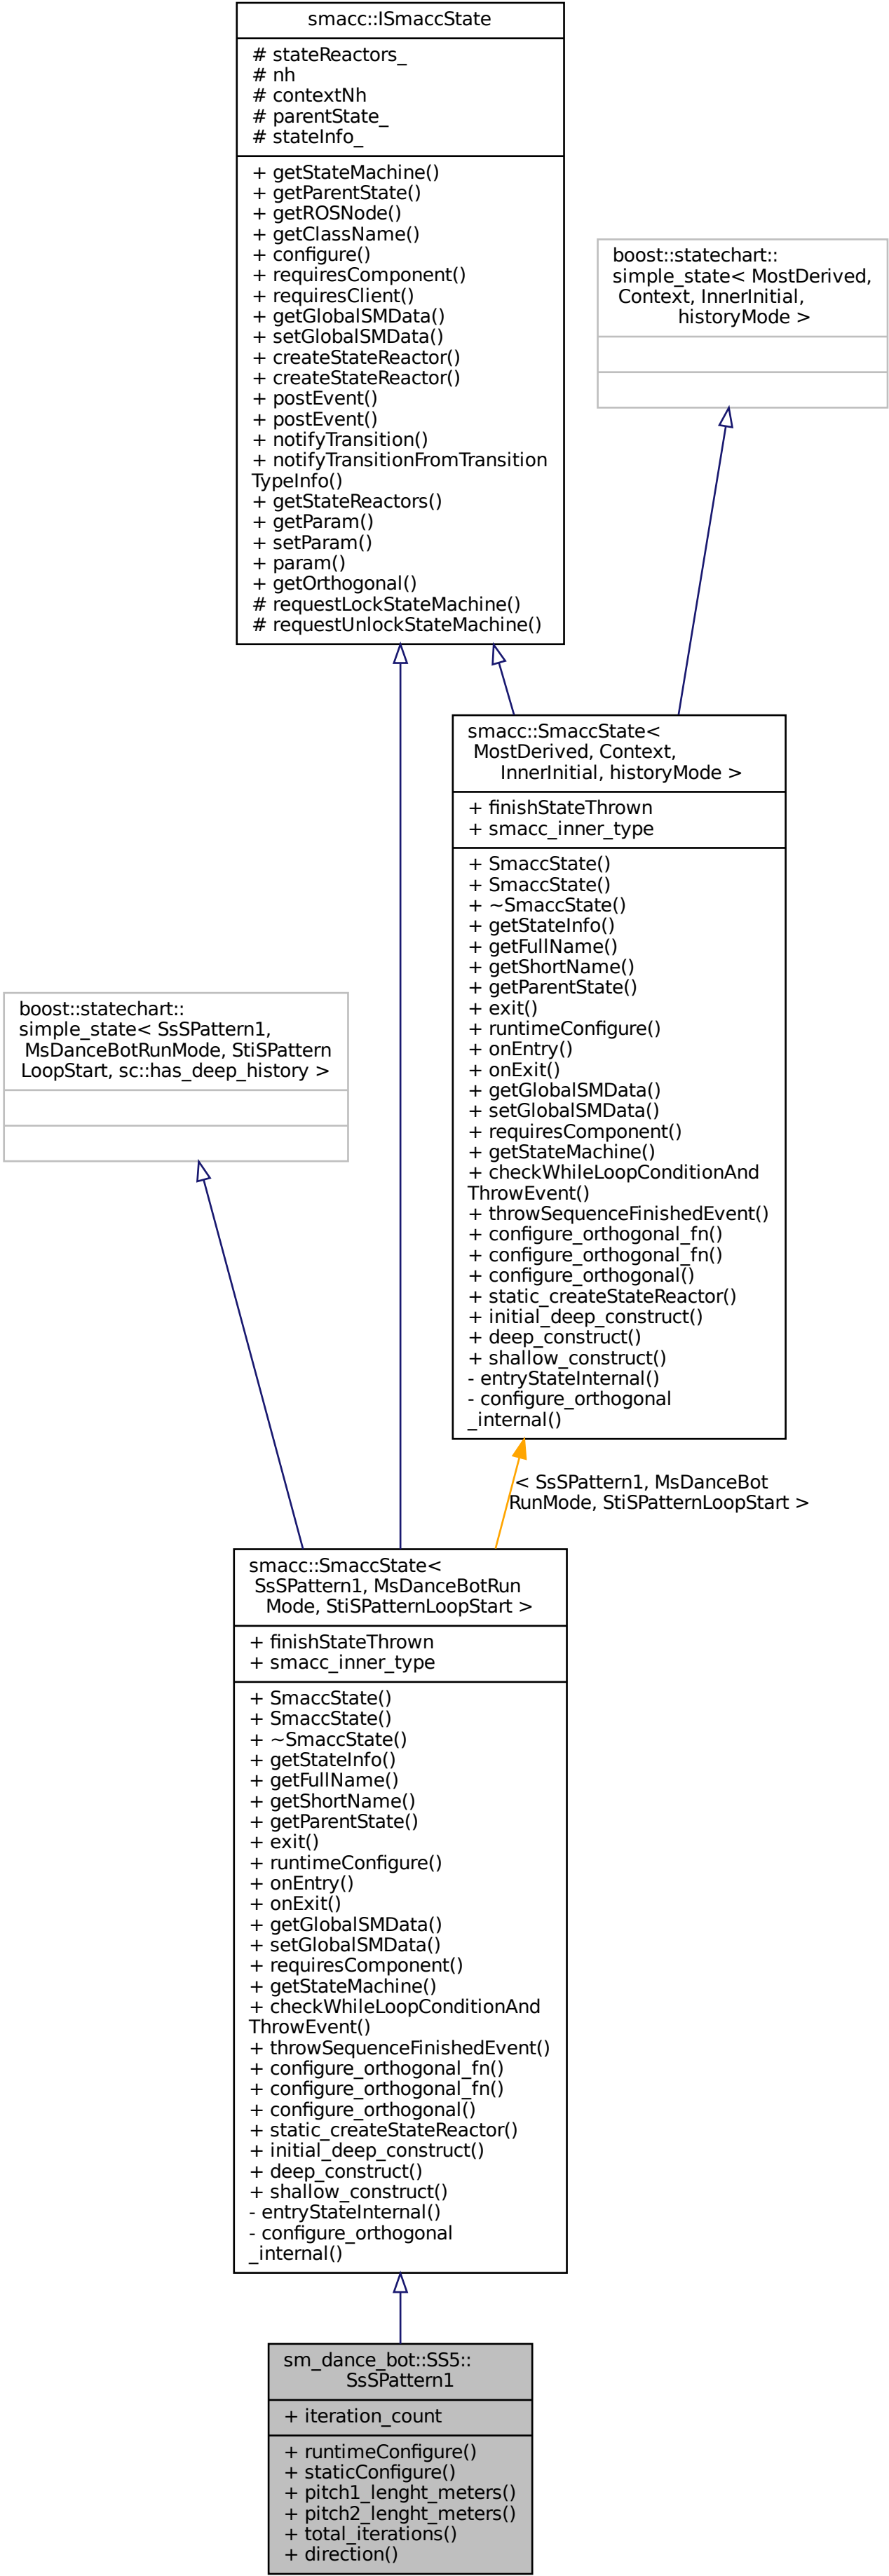 smacc::ISmaccState
# stateReactors_
# nh
# contextNh
# parentState_
# stateInfo_
+ getStateMachine()
+ getParentState()
+ getROSNode()
+ getClassName()
+ configure()
+ requiresComponent()
+ requiresClient()
+ getGlobalSMData()
+ setGlobalSMData()
+ createStateReactor()
+ createStateReactor()
+ postEvent()
+ postEvent()
+ notifyTransition()
+ notifyTransitionFromTransition
TypeInfo()
+ getStateReactors()
+ getParam()
+ setParam()
+ param()
+ getOrthogonal()
# requestLockStateMachine()
# requestUnlockStateMachine()
boost::statechart::
simple_state< MostDerived,
Context, InnerInitial,
historyMode >
smacc::SmaccState<
MostDerived, Context,
InnerInitial, historyMode >
+ finishStateThrown
+ smacc_inner_type
+ SmaccState()
+ SmaccState()
+ ~SmaccState()
+ getStateInfo()
+ getFullName()
+ getShortName()
+ getParentState()
+ exit()
+ runtimeConfigure()
+ onEntry()
+ onExit()
+ getGlobalSMData()
+ setGlobalSMData()
+ requiresComponent()
+ getStateMachine()
+ checkWhileLoopConditionAnd
ThrowEvent()
+ throwSequenceFinishedEvent()
+ configure_orthogonal_fn()
+ configure_orthogonal_fn()
+ configure_orthogonal()
+ static_createStateReactor()
+ initial_deep_construct()
+ deep_construct()
+ shallow_construct()
- entryStateInternal()
- configure_orthogonal
_internal()
boost::statechart::
simple_state< SsSPattern1,
MsDanceBotRunMode, StiSPattern
LoopStart, sc::has_deep_history >
< SsSPattern1, MsDanceBot
RunMode, StiSPatternLoopStart >
smacc::SmaccState<
SsSPattern1, MsDanceBotRun
Mode, StiSPatternLoopStart >
+ finishStateThrown
+ smacc_inner_type
+ SmaccState()
+ SmaccState()
+ ~SmaccState()
+ getStateInfo()
+ getFullName()
+ getShortName()
+ getParentState()
+ exit()
+ runtimeConfigure()
+ onEntry()
+ onExit()
+ getGlobalSMData()
+ setGlobalSMData()
+ requiresComponent()
+ getStateMachine()
+ checkWhileLoopConditionAnd
ThrowEvent()
+ throwSequenceFinishedEvent()
+ configure_orthogonal_fn()
+ configure_orthogonal_fn()
+ configure_orthogonal()
+ static_createStateReactor()
+ initial_deep_construct()
+ deep_construct()
+ shallow_construct()
- entryStateInternal()
- configure_orthogonal
_internal()
sm_dance_bot::SS5::
SsSPattern1
+ iteration_count
+ runtimeConfigure()
+ staticConfigure()
+ pitch1_lenght_meters()
+ pitch2_lenght_meters()
+ total_iterations()
+ direction()